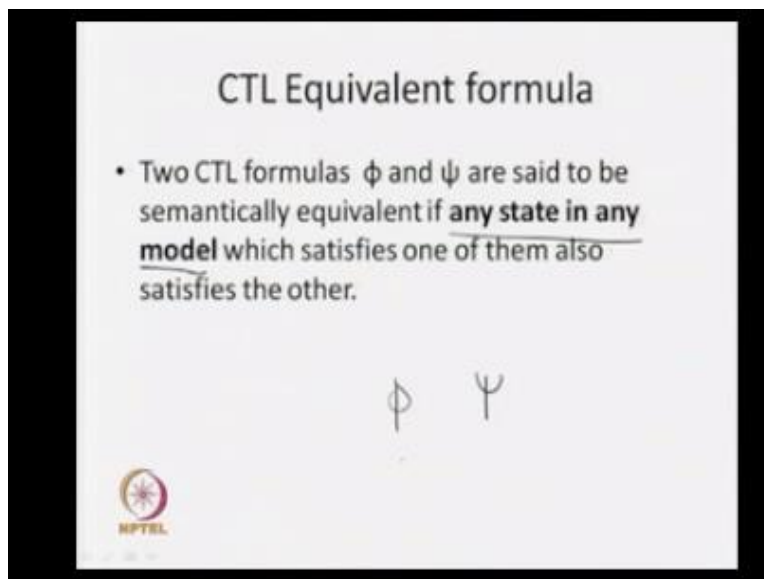 CTL Equivalent formula
• Two CTL formulas ϕ and ψ are said to be
semantically equivalent if any state in any
model which satisfies one of them also
satisfies the other.
ϕ ψ
NPTEL